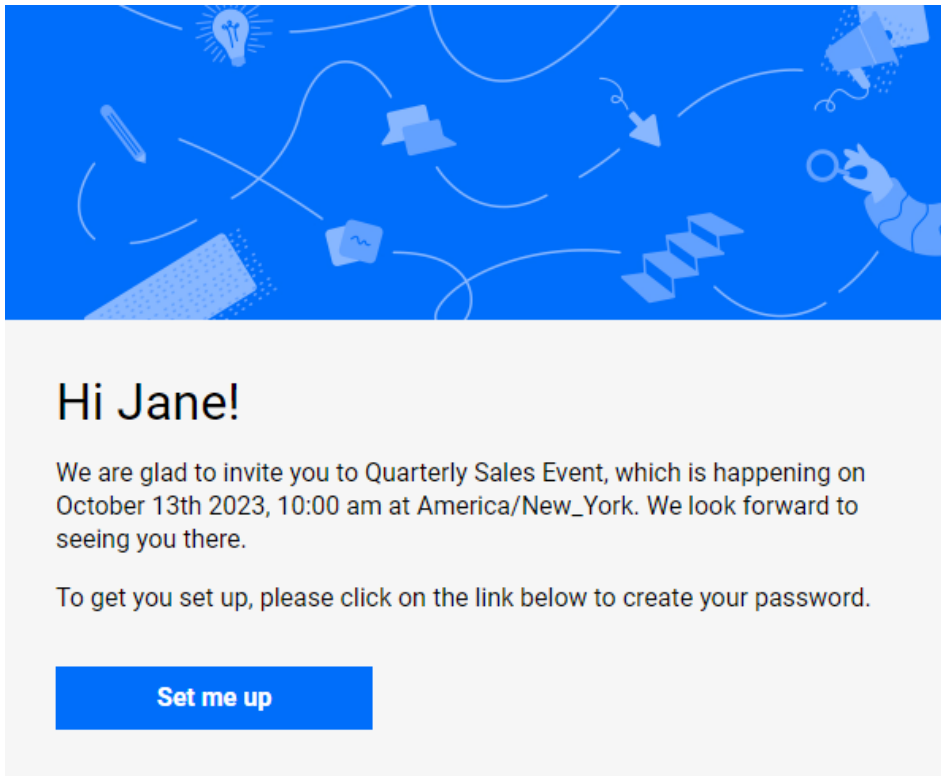 Hi Jane!
We are glad to invite you to Quarterly Sales Event, which is happening on
October 13th 2023, 10:00 am at America/New_York. We look forward to
seeing you there.
To get you set up, please click on the link below to create your password.
Set me up